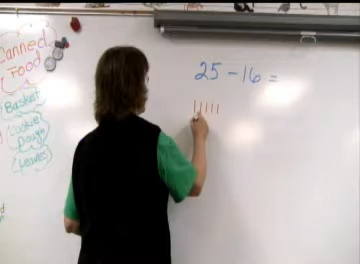 Canned
Food
Basket
Cookie
Dough
Leaves
25 - 16 =